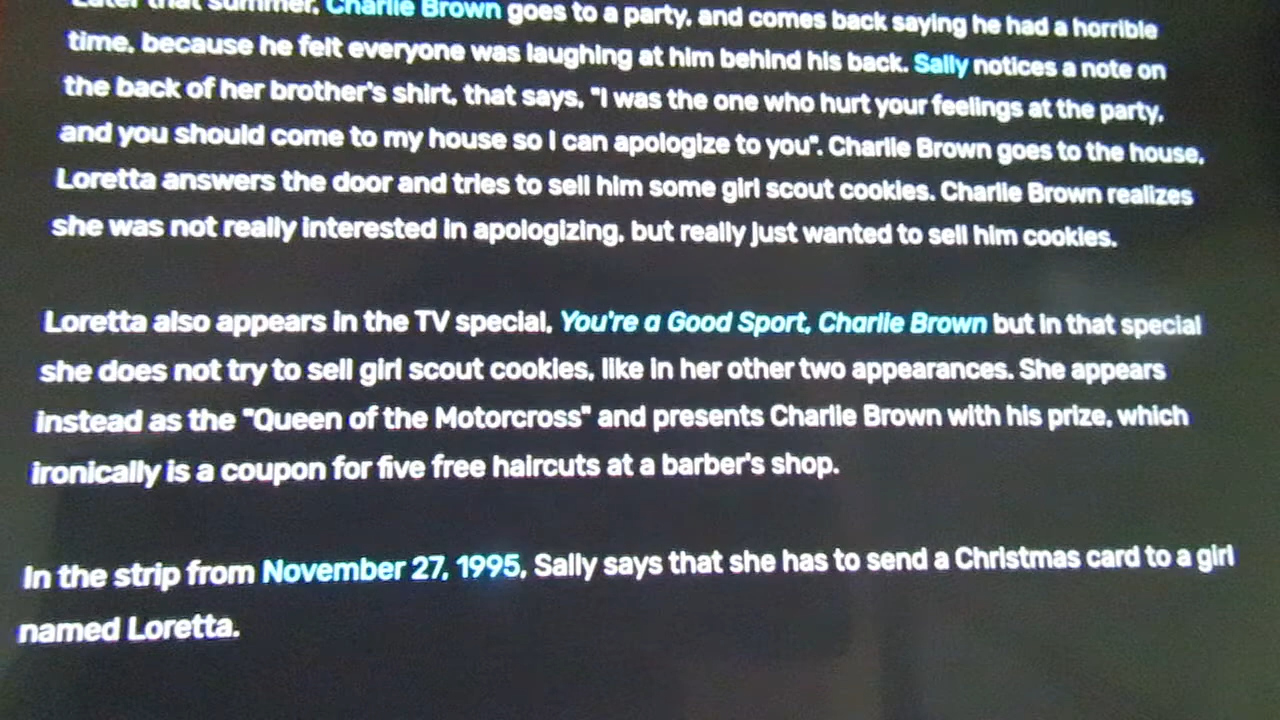 Later that summer, Charlie Brown goes to a party, and comes back saying he had a horrible
time, because he felt everyone was laughing at him behind his back. Sally notices a note on
the back of her brother's shirt, that says, "I was the one who hurt your feelings at the party,
and you should come to my house so I can apologize to you". Charlie Brown goes to the house,
Loretta answers the door and tries to sell him some girl scout cookies. Charlie Brown realizes
she was not really interested in apologizing, but really just wanted to sell him cookies.
Loretta also appears in the TV special, You're a Good Sport, Charlie Brown but in that special
she does not try to sell girl scout cookies, like in her other two appearances. She appears
instead as the "Queen of the Motorcross" and presents Charlie Brown with his prize, which
ironically is a coupon for five free haircuts at a barber's shop.
In the strip from November 27, 1995, Sally says that she has to send a Christmas card to a girl
named Loretta.